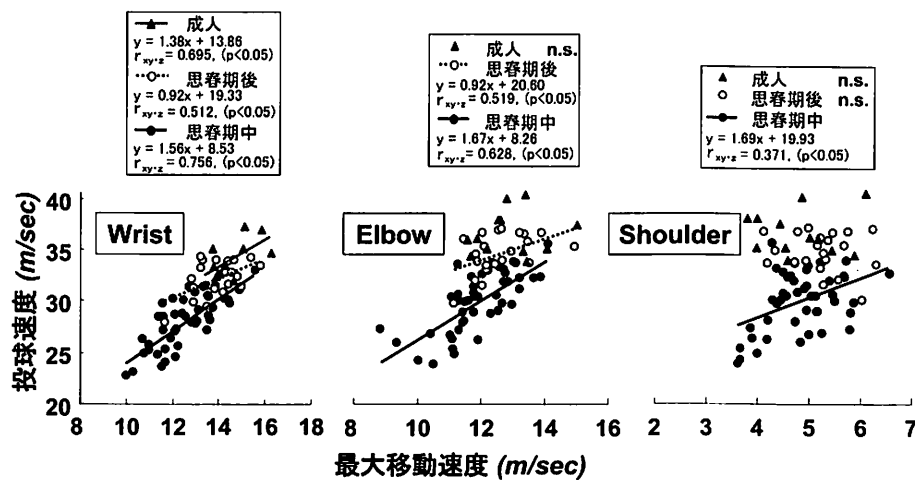 成人
y = 1.38x + 13.86
r xy·z = 0.695, (p<0.05)
思春期後
y = 0.92x + 19.33
r xy·z = 0.512, (p<0.05)
思春期中
y = 1.56x + 8.53
r xy·z = 0.756, (p<0.05)
成人 n.s.
思春期後
y = 0.92x + 20.60
r xy·z = 0.519, (p<0.05)
思春期中
y = 1.67x + 8.26
r xy·z = 0.628, (p<0.05)
成人 n.s.
思春期後 n.s.
思春期中
y = 1.69x + 19.93
r xy·z = 0.371, (p<0.05)
投球速度 (m/sec)
40
35
30
25
20
Wrist
Elbow
Shoulder
8 10 12 14 16 18
8 10 12 14 16
2 3 4 5 6 7
最大移動速度 (m/sec)